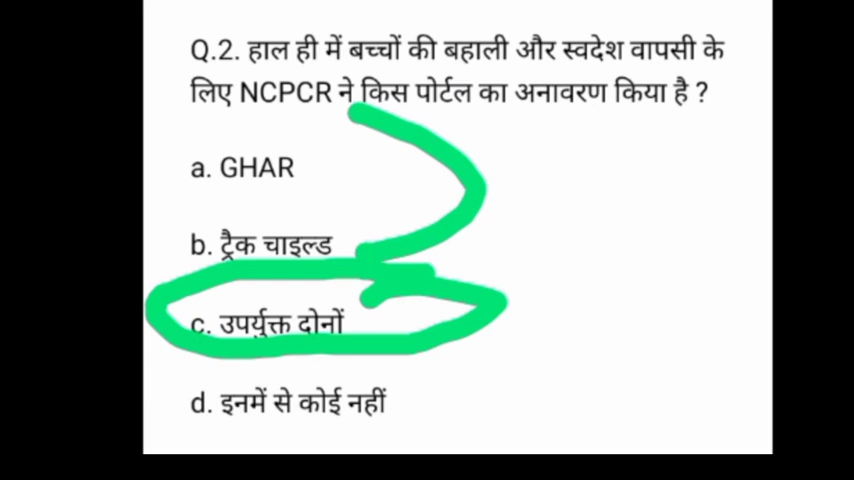 Q.2. हाल ही में बच्चों की बहाली और स्वदेश वापसी के
लिए NCPCR ने किस पोर्टल का अनावरण किया है ?
a. GHAR
b. ट्रैक चाइल्ड
c. उपर्युक्त दोनों
d. इनमें से कोई नहीं